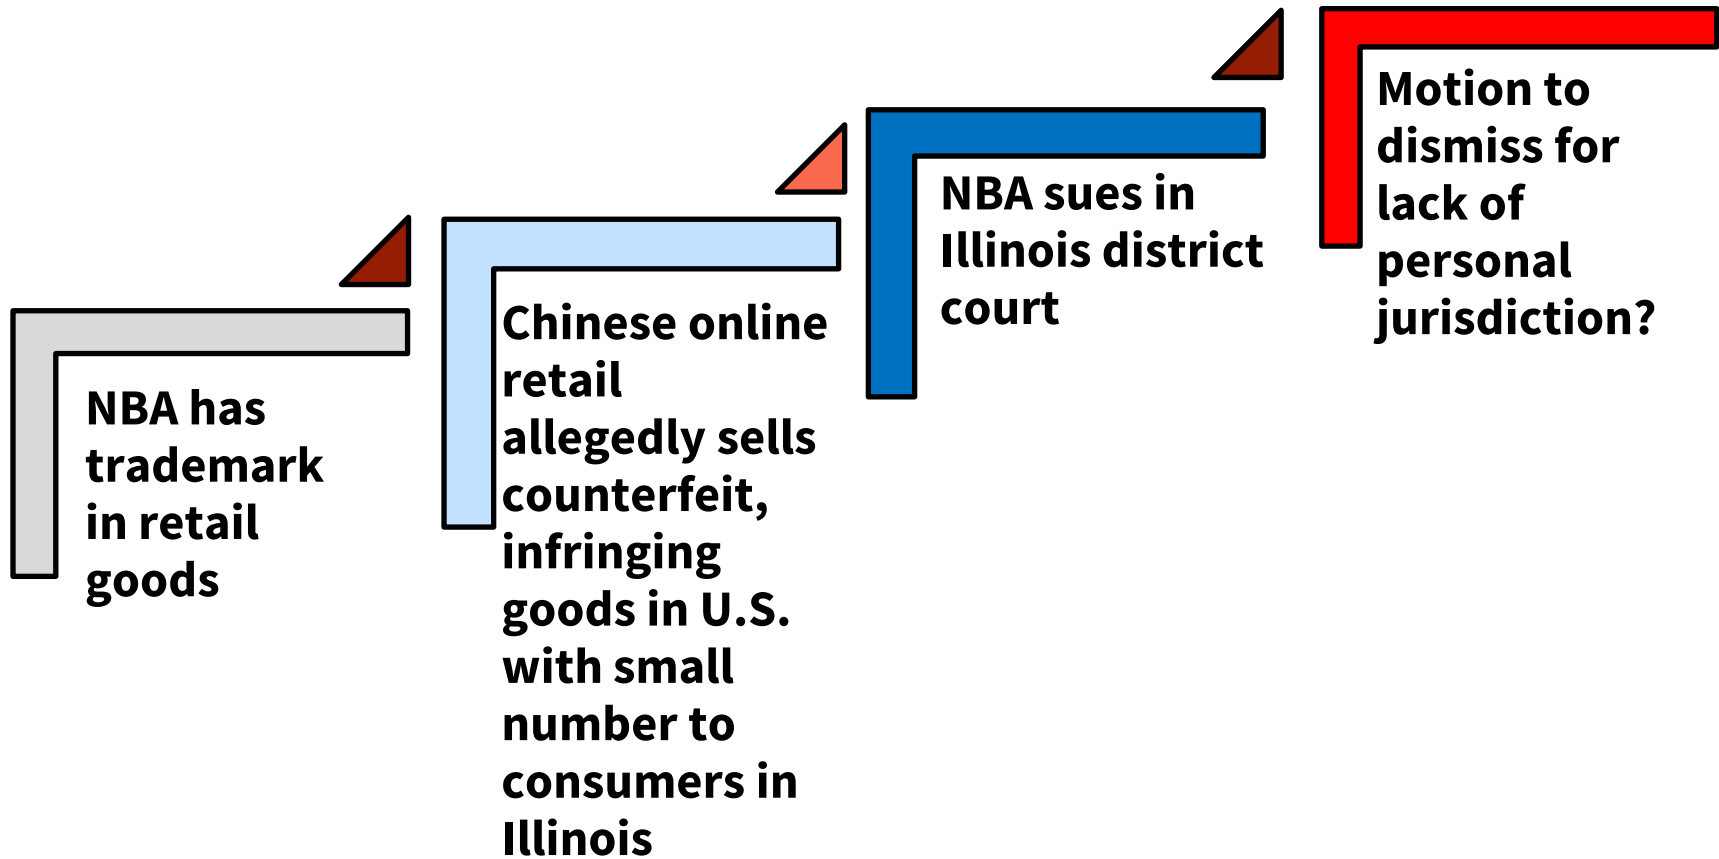 NBA has
trademark
in retail
goods
Chinese online
retail
allegedly sells
counterfeit,
infringing
goods in U.S.
with small
number to
consumers in
Illinois
NBA sues in
Illinois district
court
Motion to
dismiss for
lack of
personal
jurisdiction?